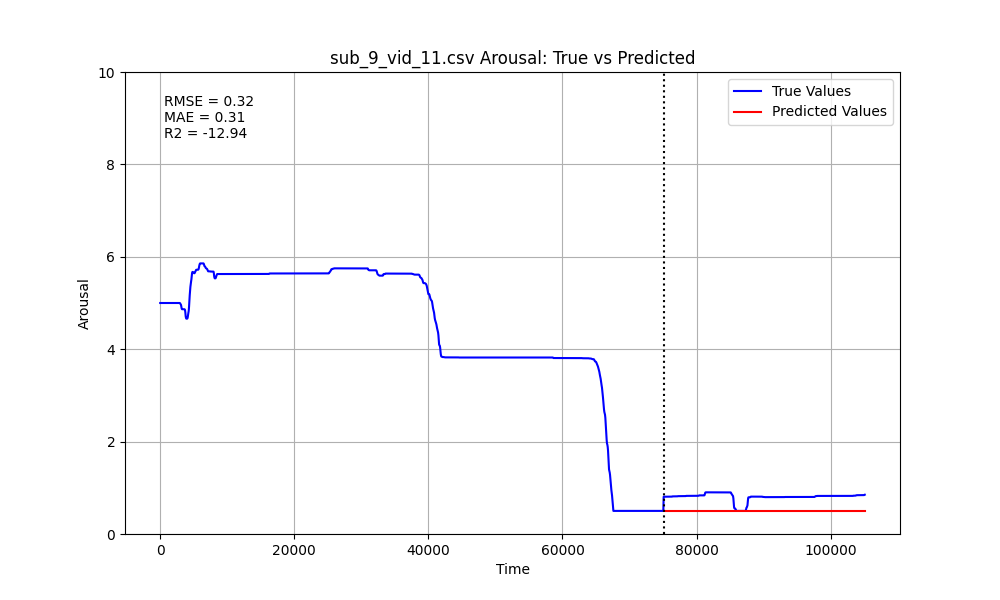 sub_9_vid_11.csv Arousal: True vs Predicted
RMSE = 0.32
MAE = 0.31
R2 = -12.94
True Values
Predicted Values
10
8
6
4
2
0
Arousal
0
20000
40000
60000
80000
100000
Time